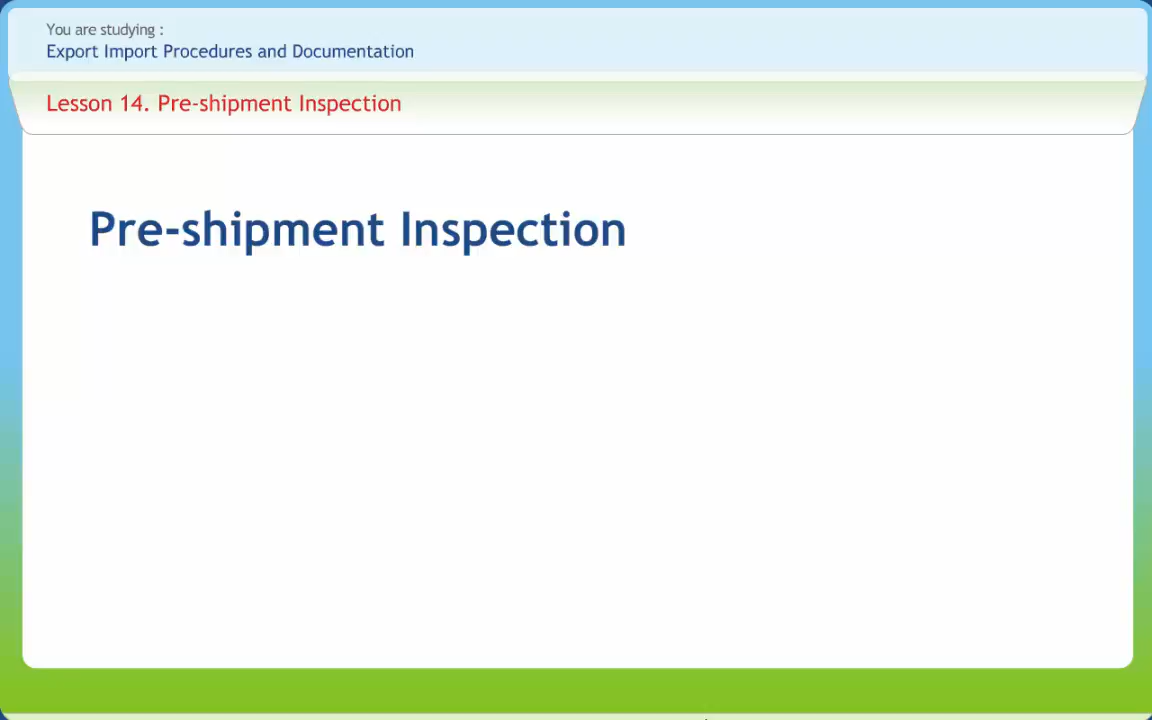 You are studying :
Export Import Procedures and Documentation
Lesson 14. Pre-shipment Inspection
Pre-shipment Inspection